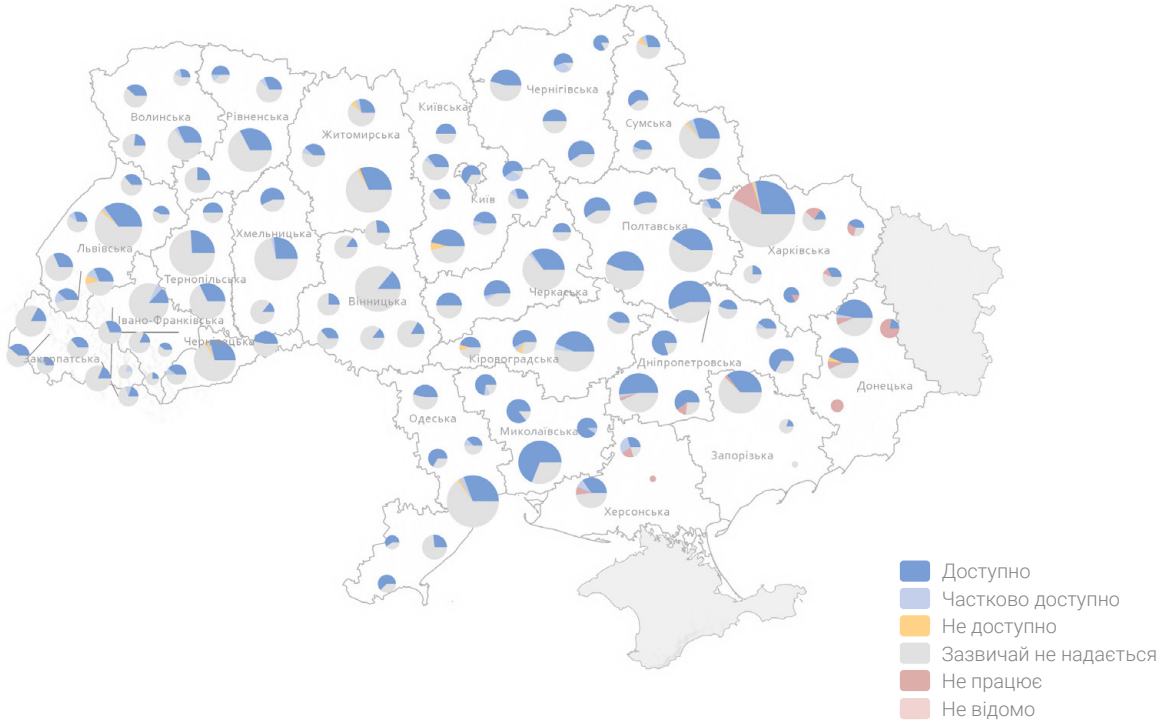 Київська
Чернігівська
Волинська
Рівненська
Житомирська
Сумська
Київ
Полтавська
Хмельницька
Львівська
Харківська
Тернопільська
Черкаська
Вінницька
Івано-Франківська
Чернівецька
Закарпатська
Кіровоградська
Дніпропетровська
Донецька
Одеська
Миколаївська
Запорізька
Херсонська
Доступно
Частково доступно
Не доступно
Зазвичай не надається
Не працює
Не відомо